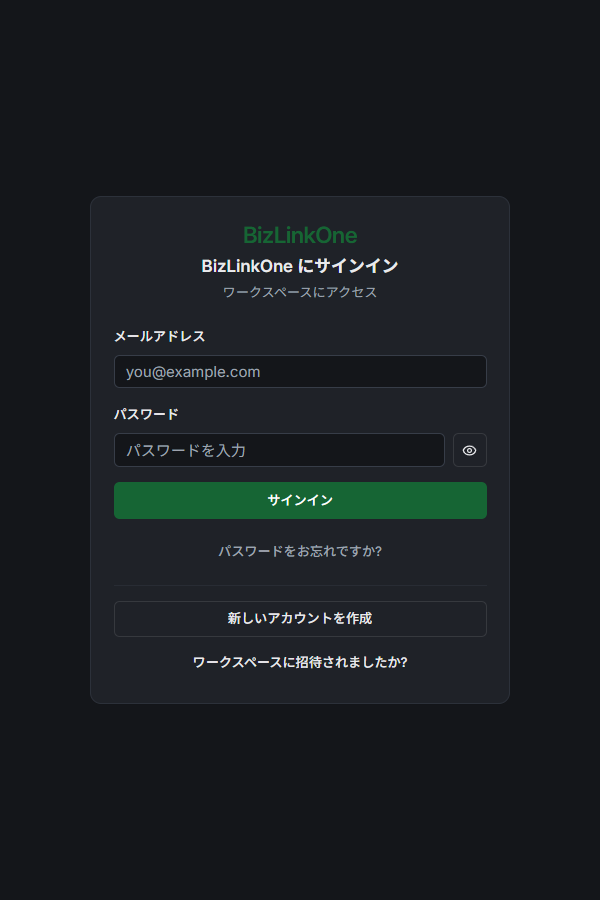 BizLinkOne
BizLinkOne にサインイン
ワークスペースにアクセス
メールアドレス
you@example.com
パスワード
パスワードを入力
サインイン
パスワードをお忘れですか?
新しいアカウントを作成
ワークスペースに招待されましたか?